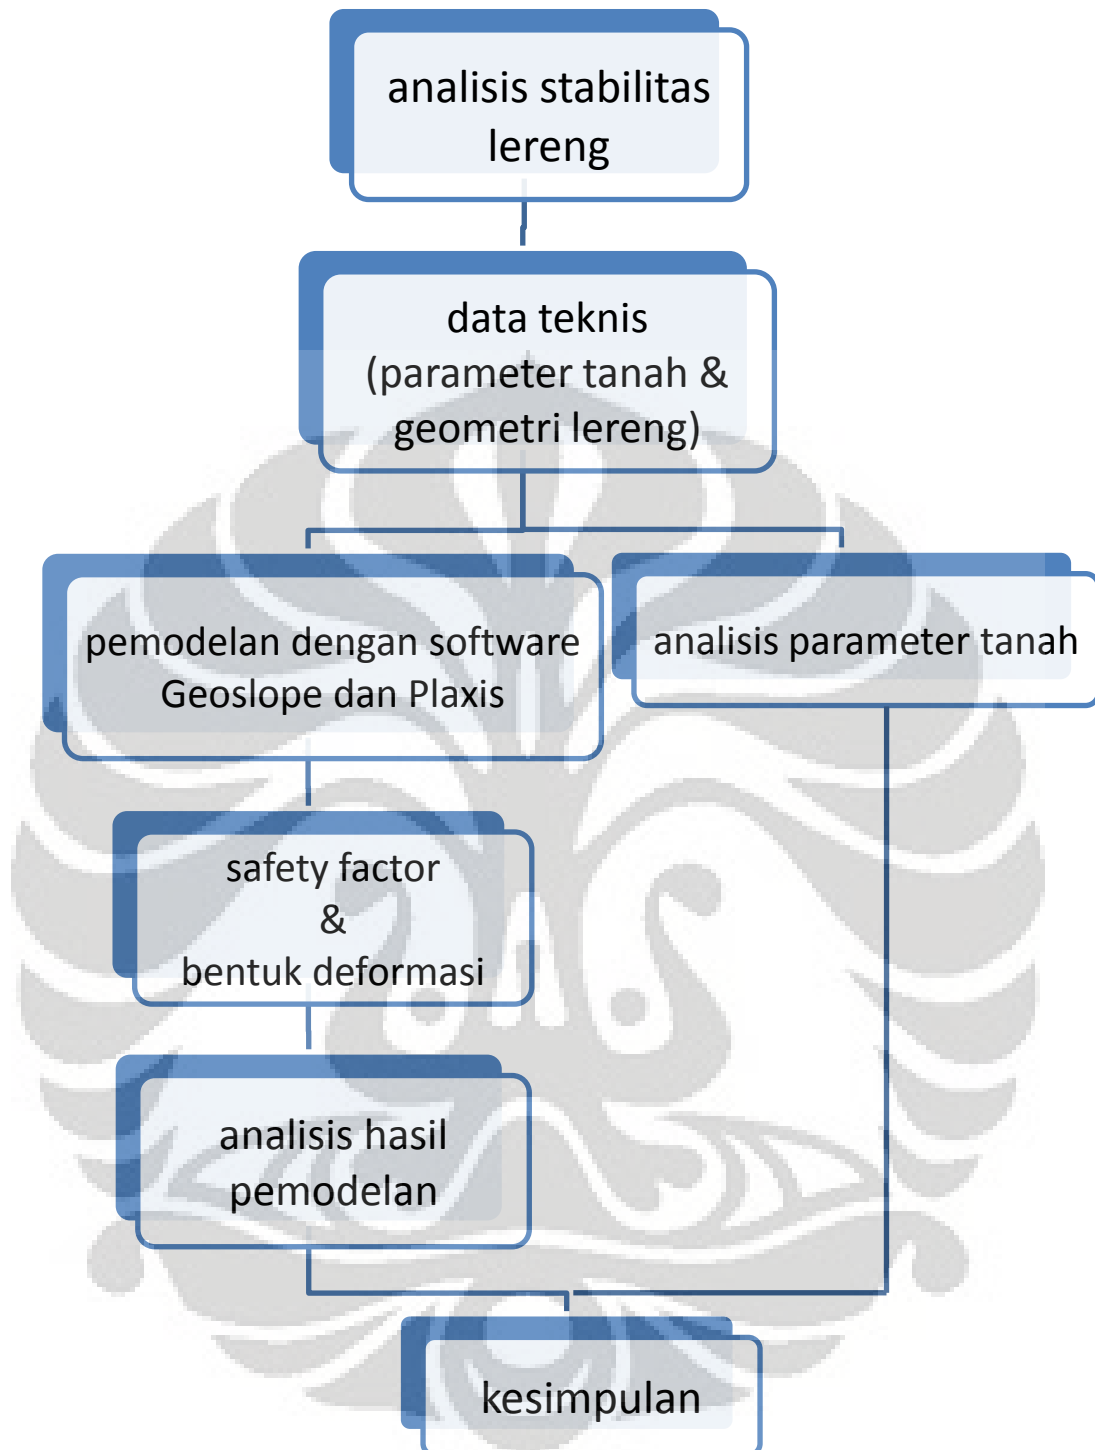 analisis stabilitas
lereng
data teknis
(parameter tanah &
geometri lereng)
pemodelan dengan software
Geoslope dan Plaxis
analisis parameter tanah
safety factor
&
bentuk deformasi
analisis hasil
pemodelan
kesimpulan